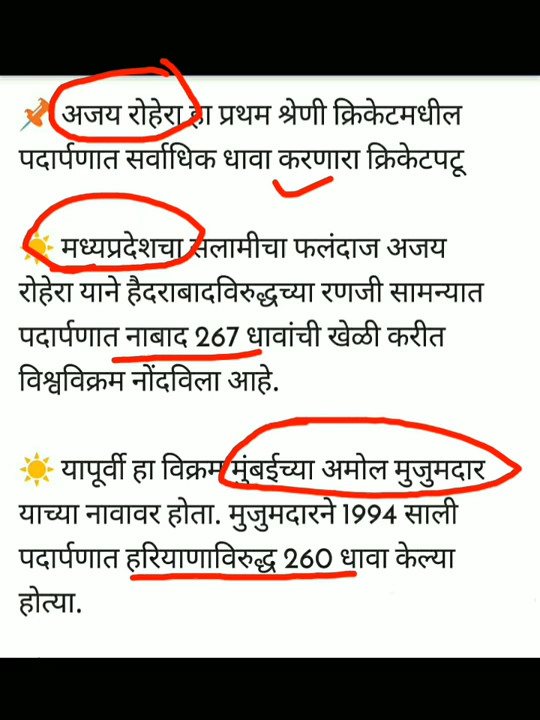 अजय रोहेरा हा प्रथम श्रेणी क्रिकेटमधील
पदार्पणात सर्वाधिक धावा करणारा क्रिकेटपटू
मध्यप्रदेशचा सलामीचा फलंदाज अजय
रोहेरा याने हैदराबादविरुद्धच्या रणजी सामन्यात
पदार्पणात नाबाद 267 धावांची खेळी करीत
विश्वविक्रम नोंदविला आहे.
यापूर्वी हा विक्रम मुंबईच्या अमोल मुजुमदार
याच्या नावावर होता. मुजुमदारने 1994 साली
पदार्पणात हरियाणाविरुद्ध 260 धावा केल्या
होत्या.